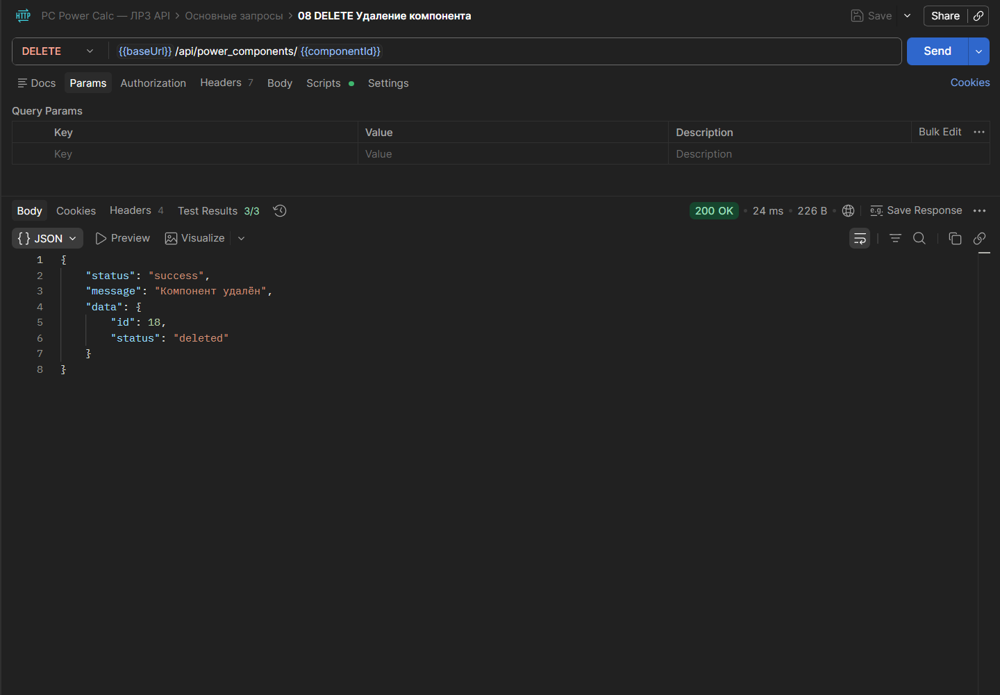 HTTP PC Power Calc — ЛР3 API > Основные запросы > 08 DELETE Удаление компонента Save Share
DELETE {{baseUrl}} /api/power_components/ {{componentId}} Send
Docs Params Authorization Headers 7 Body Scripts Settings Cookies
Query Params
Key Value Description Bulk Edit
Key Value Description
Body Cookies Headers 4 Test Results 3/3 200 OK 24 ms 226 B e.g. Save Response
{ } JSON Preview Visualize
1 {
2 "status": "success",
3 "message": "Компонент удалён",
4 "data": {
5 "id": 18,
6 "status": "deleted"
7 }
8 }